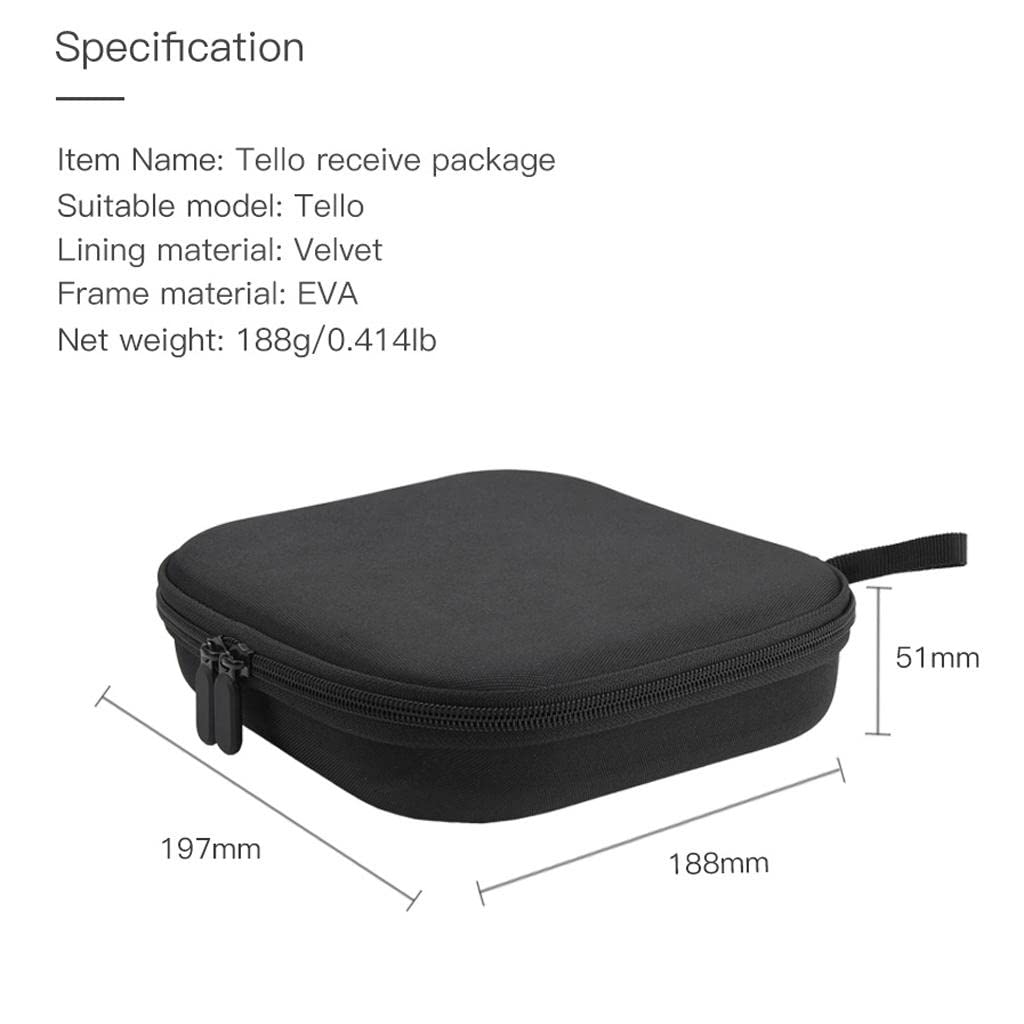 Specification
Item Name: Tello receive package
Suitable model: Tello
Lining material: Velvet
Frame material: EVA
Net weight: 188g/0.414lb
51mm
197mm
188mm